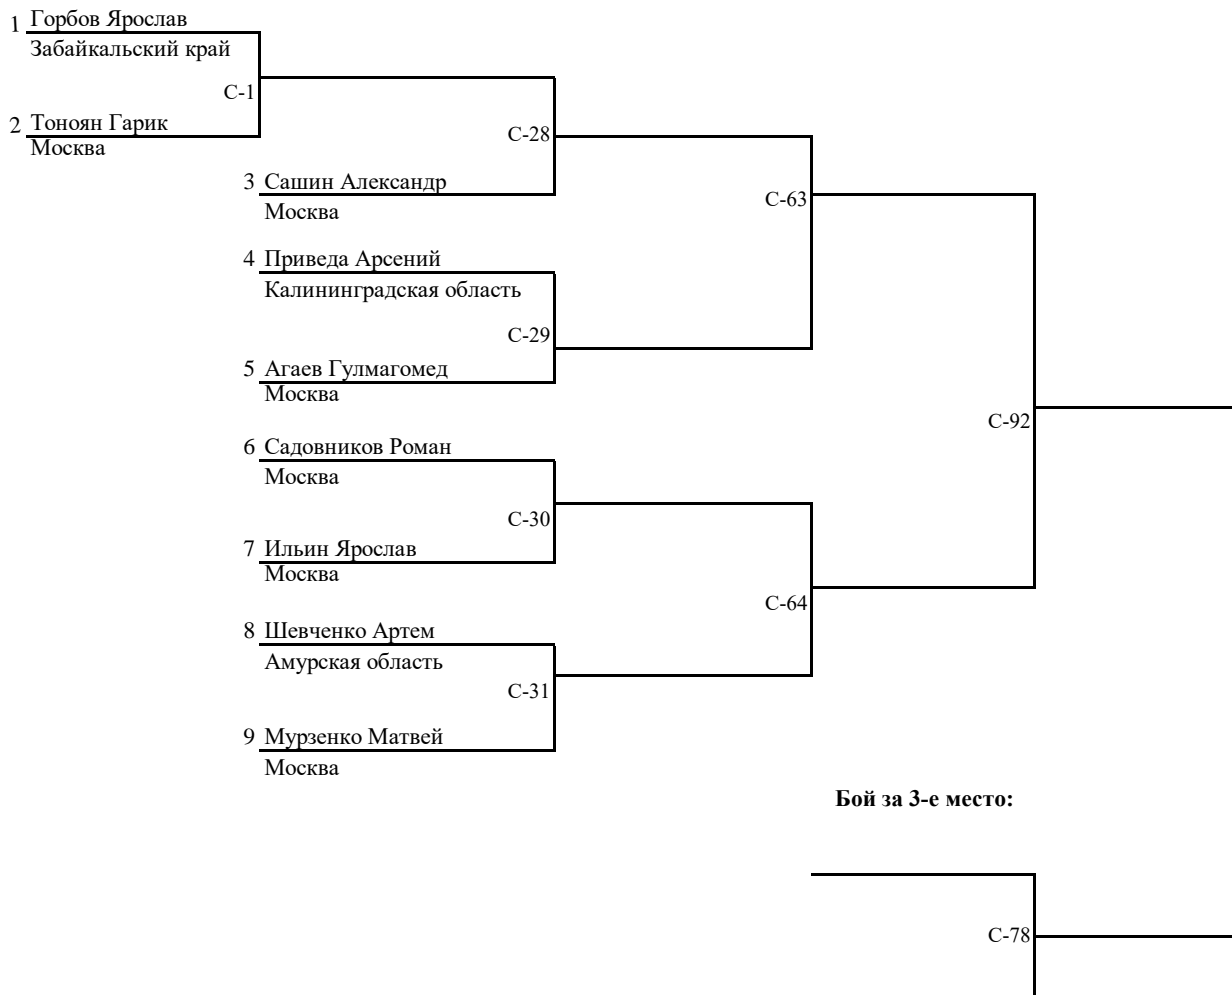 1 Горбов Ярослав
Забайкальский край
С-1
2 Тоноян Гарик
Москва
С-28
3 Сашин Александр
Москва
С-63
4 Приведа Арсений
Калининградская область
С-29
5 Агаев Гулмагомед
Москва
С-92
6 Садовников Роман
Москва
С-30
7 Ильин Ярослав
Москва
С-64
8 Шевченко Артем
Амурская область
С-31
9 Мурзенко Матвей
Москва
Бой за 3-е место:
С-78